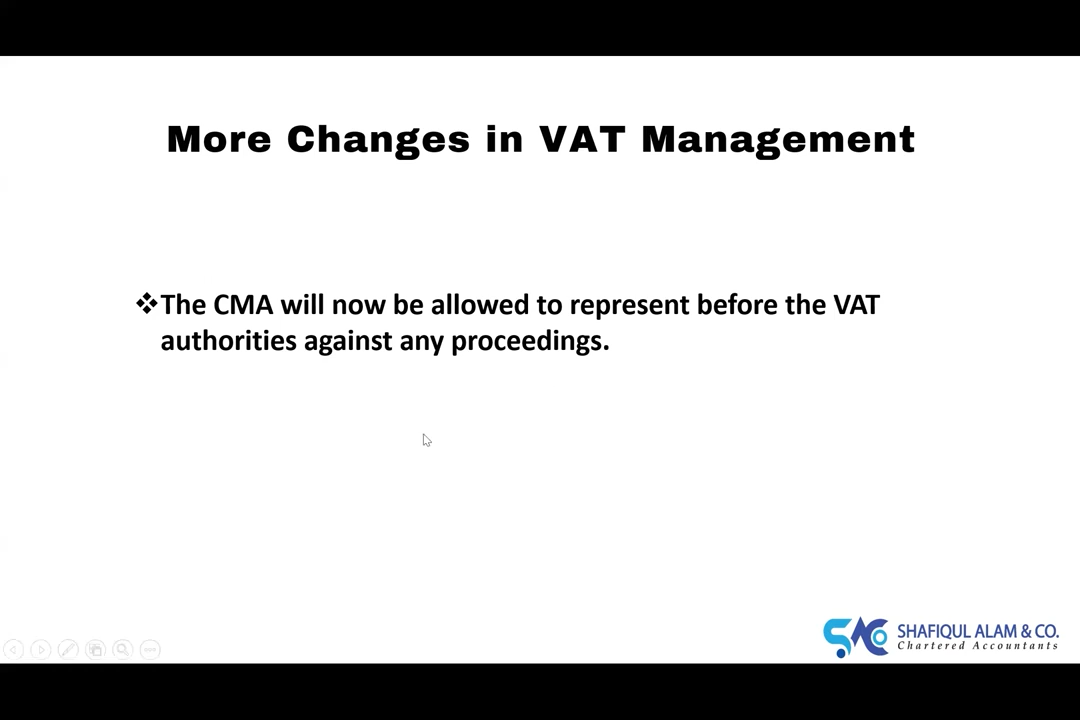 More Changes in VAT Management
❖The CMA will now be allowed to represent before the VAT
authorities against any proceedings.
SHAFIQUL ALAM & CO.
Chartered Accountants